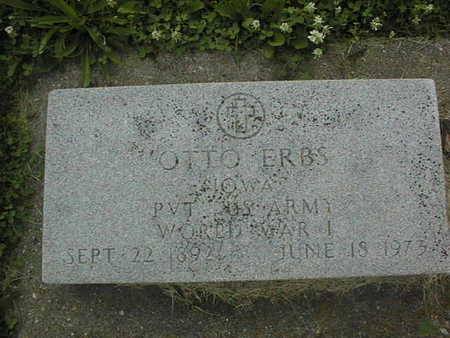 OTTO ERBS
IOWA
PVT US ARMY
WORLD WAR I
SEPT 22 1892 JUNE 18 1973